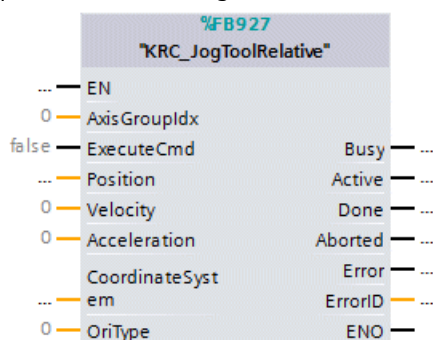 %FB927
"KRC_JogToolRelative"
... EN
0 AxisGroupIdx
false ExecuteCmd Busy ...
... Position Active ...
0 Velocity Done ...
0 Acceleration Aborted ...
CoordinateSyst Error ...
... em ErrorID ...
0 OriType ENO